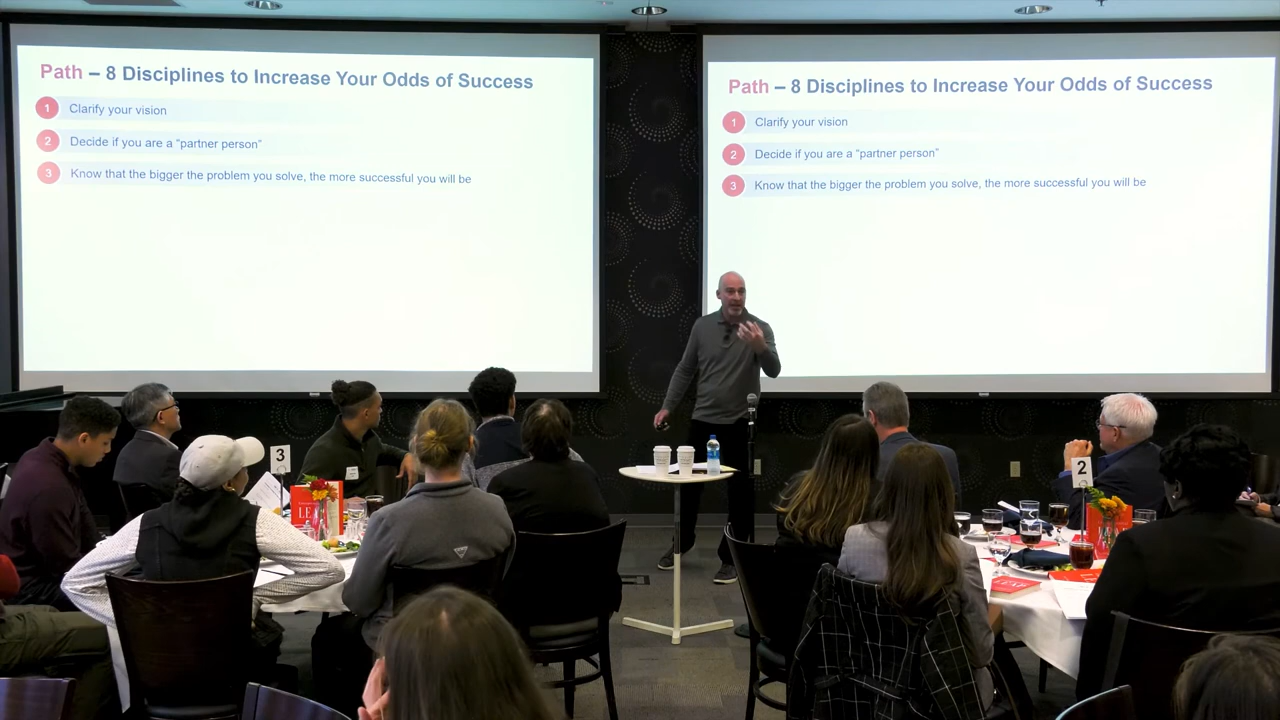 Path – 8 Disciplines to Increase Your Odds of Success
1 Clarify your vision
2 Decide if you are a "partner person"
3 Know that the bigger the problem you solve, the more successful you will be
Path – 8 Disciplines to Increase Your Odds of Success
1 Clarify your vision
2 Decide if you are a "partner person"
3 Know that the bigger the problem you solve, the more successful you will be
3
2